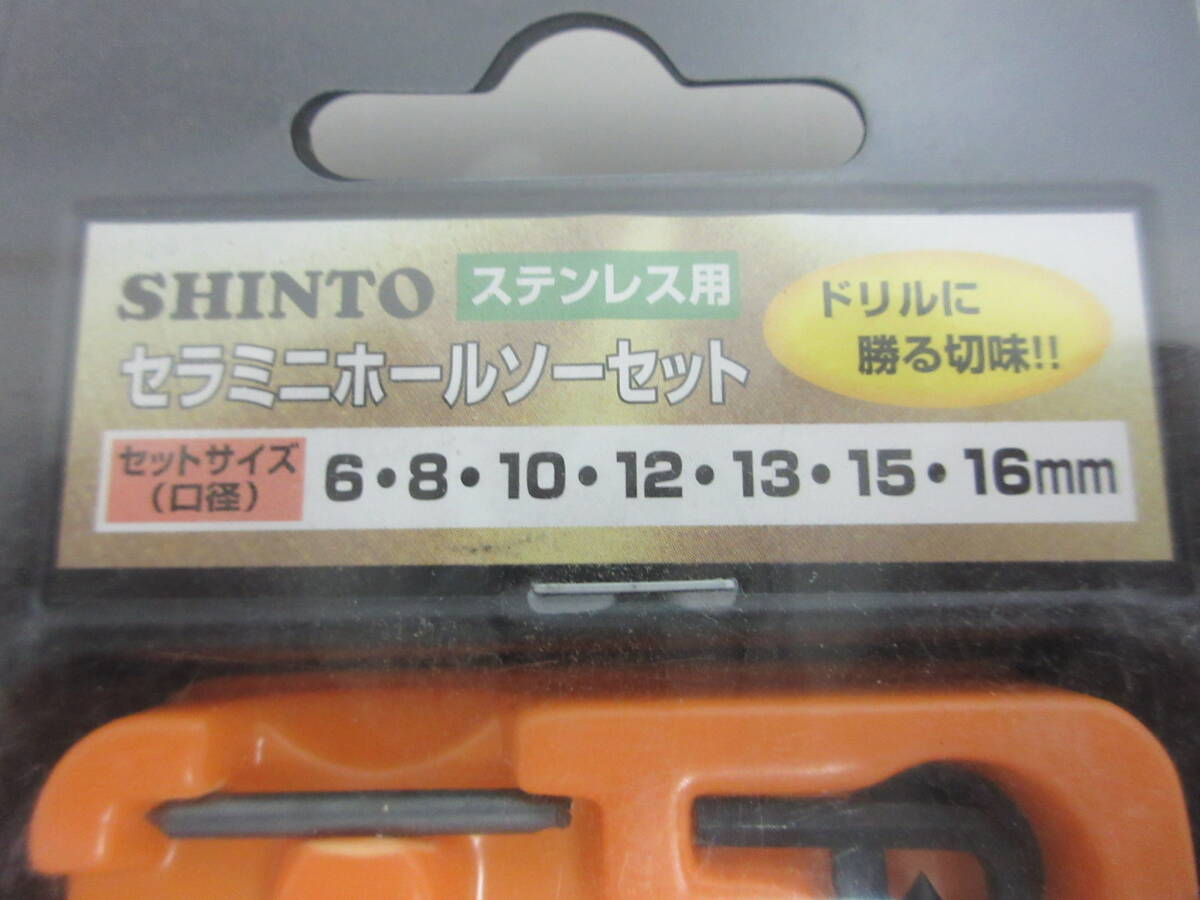 SHINTO ステンレス用
セラミニホールソーセット
ドリルに
勝る切味!!
セットサイズ
(口径)
6・8・10・12・13・15・16mm